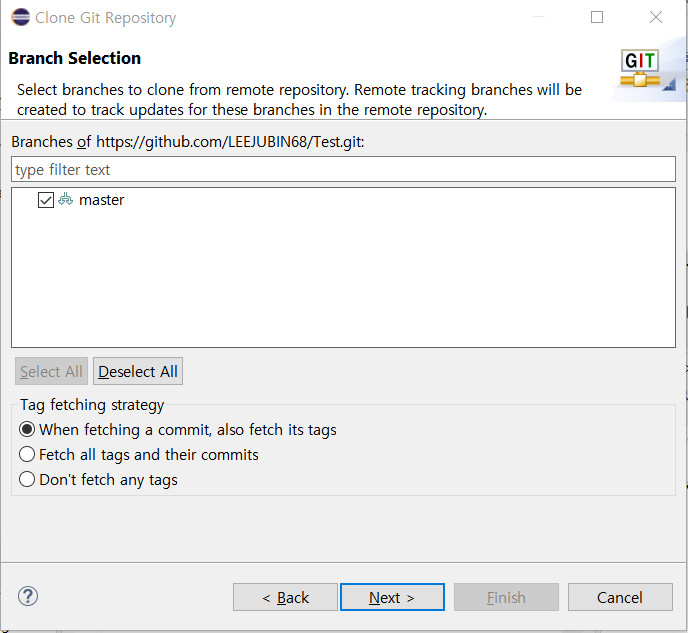 Clone Git Repository
Branch Selection
GIT
Select branches to clone from remote repository. Remote tracking branches will be
created to track updates for these branches in the remote repository.
Branches of https://github.com/LEEJUBIN68/Test.git:
type filter text
master
Select All Deselect All
Tag fetching strategy
When fetching a commit, also fetch its tags
Fetch all tags and their commits
Don't fetch any tags
? < Back Next > Finish Cancel